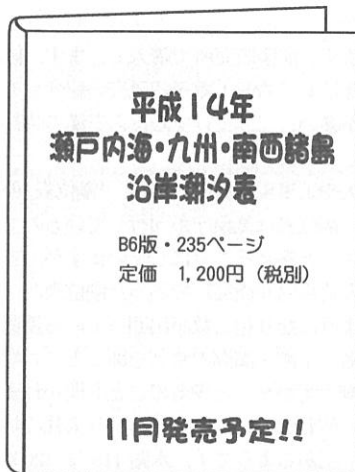 平成14年
瀬戸内海・九州・南西諸島
沿岸潮汐表
B6版・235ページ
定価 1,200円（税別）
11月発売予定!!